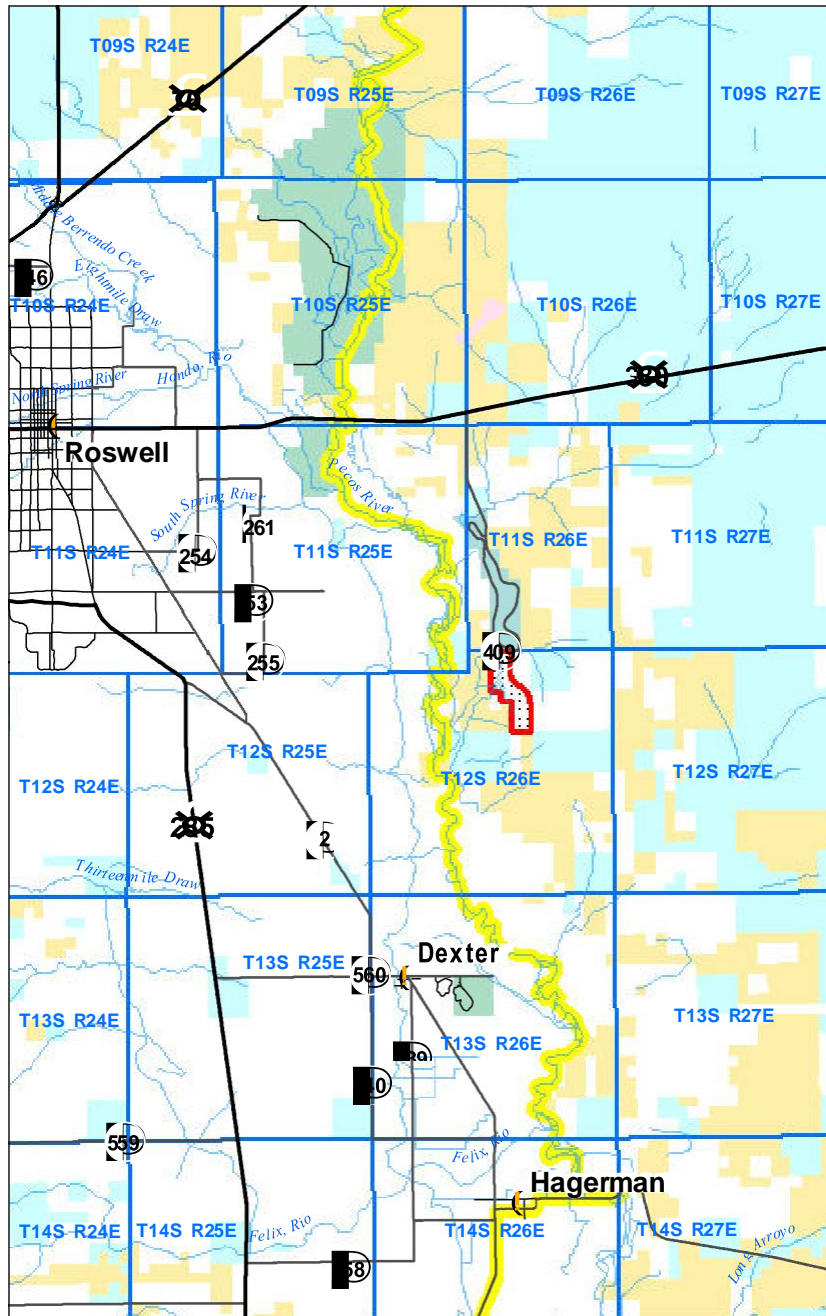 T09S R24E
T09S R25E
T09S R26E
T09S R27E
Middle Berrendo Creek
Eightmile Draw
T10S R24E
T10S R25E
T10S R26E
T10S R27E
North Spring River
Hondo, Rio
Roswell
Pecos River
South Spring River
261
254
T11S R24E
T11S R25E
T11S R26E
T11S R27E
53
255
409
T12S R24E
T12S R25E
T12S R26E
T12S R27E
2
Thirteenmile Draw
Dexter
T13S R25E
560
T13S R24E
T13S R26E
T13S R27E
559
Felix, Rio
Hagerman
T14S R24E
T14S R25E
Felix, Rio
T14S R26E
T14S R27E
Long Arroyo